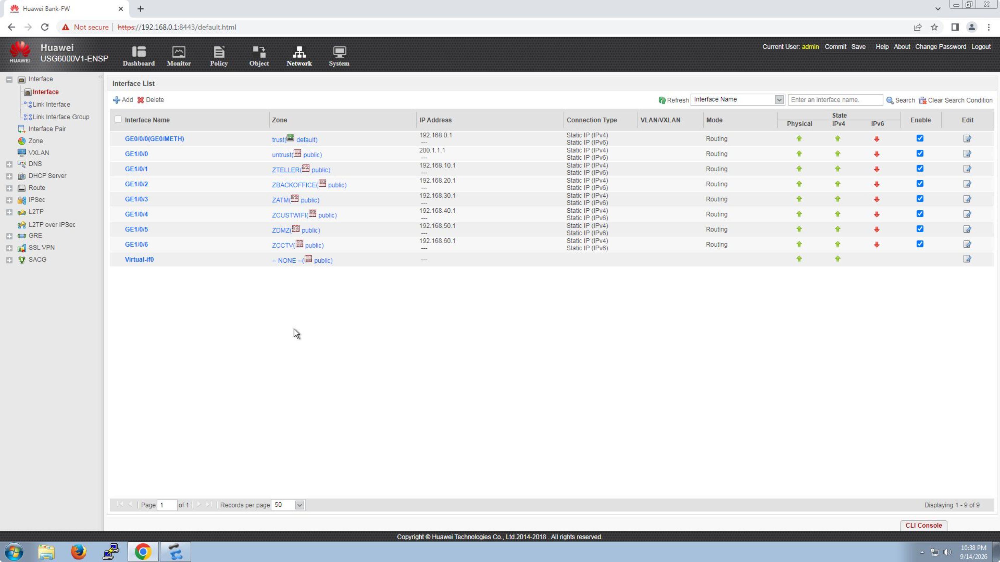 Huawei Bank-FW
Not secure https://192.168.0.1:8443/default.html
HUAWEI
Huawei
USG6000V1-ENSP
Dashboard Monitor Policy Object Network System
Current User: admin Commit Save Help About Change Password Logout
Interface
Interface
Link Interface
Link Interface Group
Interface Pair
Zone
VXLAN
DNS
DHCP Server
Route
IPSec
L2TP
L2TP over IPSec
GRE
SSL VPN
SACG
Interface List
Add Delete Refresh Interface Name Enter an interface name. Search Clear Search Condition
Interface Name Zone IP Address Connection Type VLAN/VXLAN Mode State Physical IPv4 IPv6 Enable Edit
GE0/0/0(GE0/METH) trust( default) 192.168.0.1 Static IP (IPv4) Routing
--- Static IP (IPv6)
GE1/0/0 untrust( public) 200.1.1.1 Static IP (IPv4) Routing
--- Static IP (IPv6)
GE1/0/1 ZTELLER( public) 192.168.10.1 Static IP (IPv4) Routing
--- Static IP (IPv6)
GE1/0/2 ZBACKOFFICE( public) 192.168.20.1 Static IP (IPv4) Routing
--- Static IP (IPv6)
GE1/0/3 ZATM( public) 192.168.30.1 Static IP (IPv4) Routing
--- Static IP (IPv6)
GE1/0/4 ZCUSTWIFI( public) 192.168.40.1 Static IP (IPv4) Routing
--- Static IP (IPv6)
GE1/0/5 ZDMZ( public) 192.168.50.1 Static IP (IPv4) Routing
--- Static IP (IPv6)
GE1/0/6 ZCCTV( public) 192.168.60.1 Static IP (IPv4) Routing
--- Static IP (IPv6)
Virtual-if0 -- NONE --( public) ---
Page 1 of 1 Records per page 50 Displaying 1 - 9 of 9
CLI Console
Copyright © Huawei Technologies Co., Ltd.2014-2018 . All rights reserved.
10:38 PM
9/14/2026